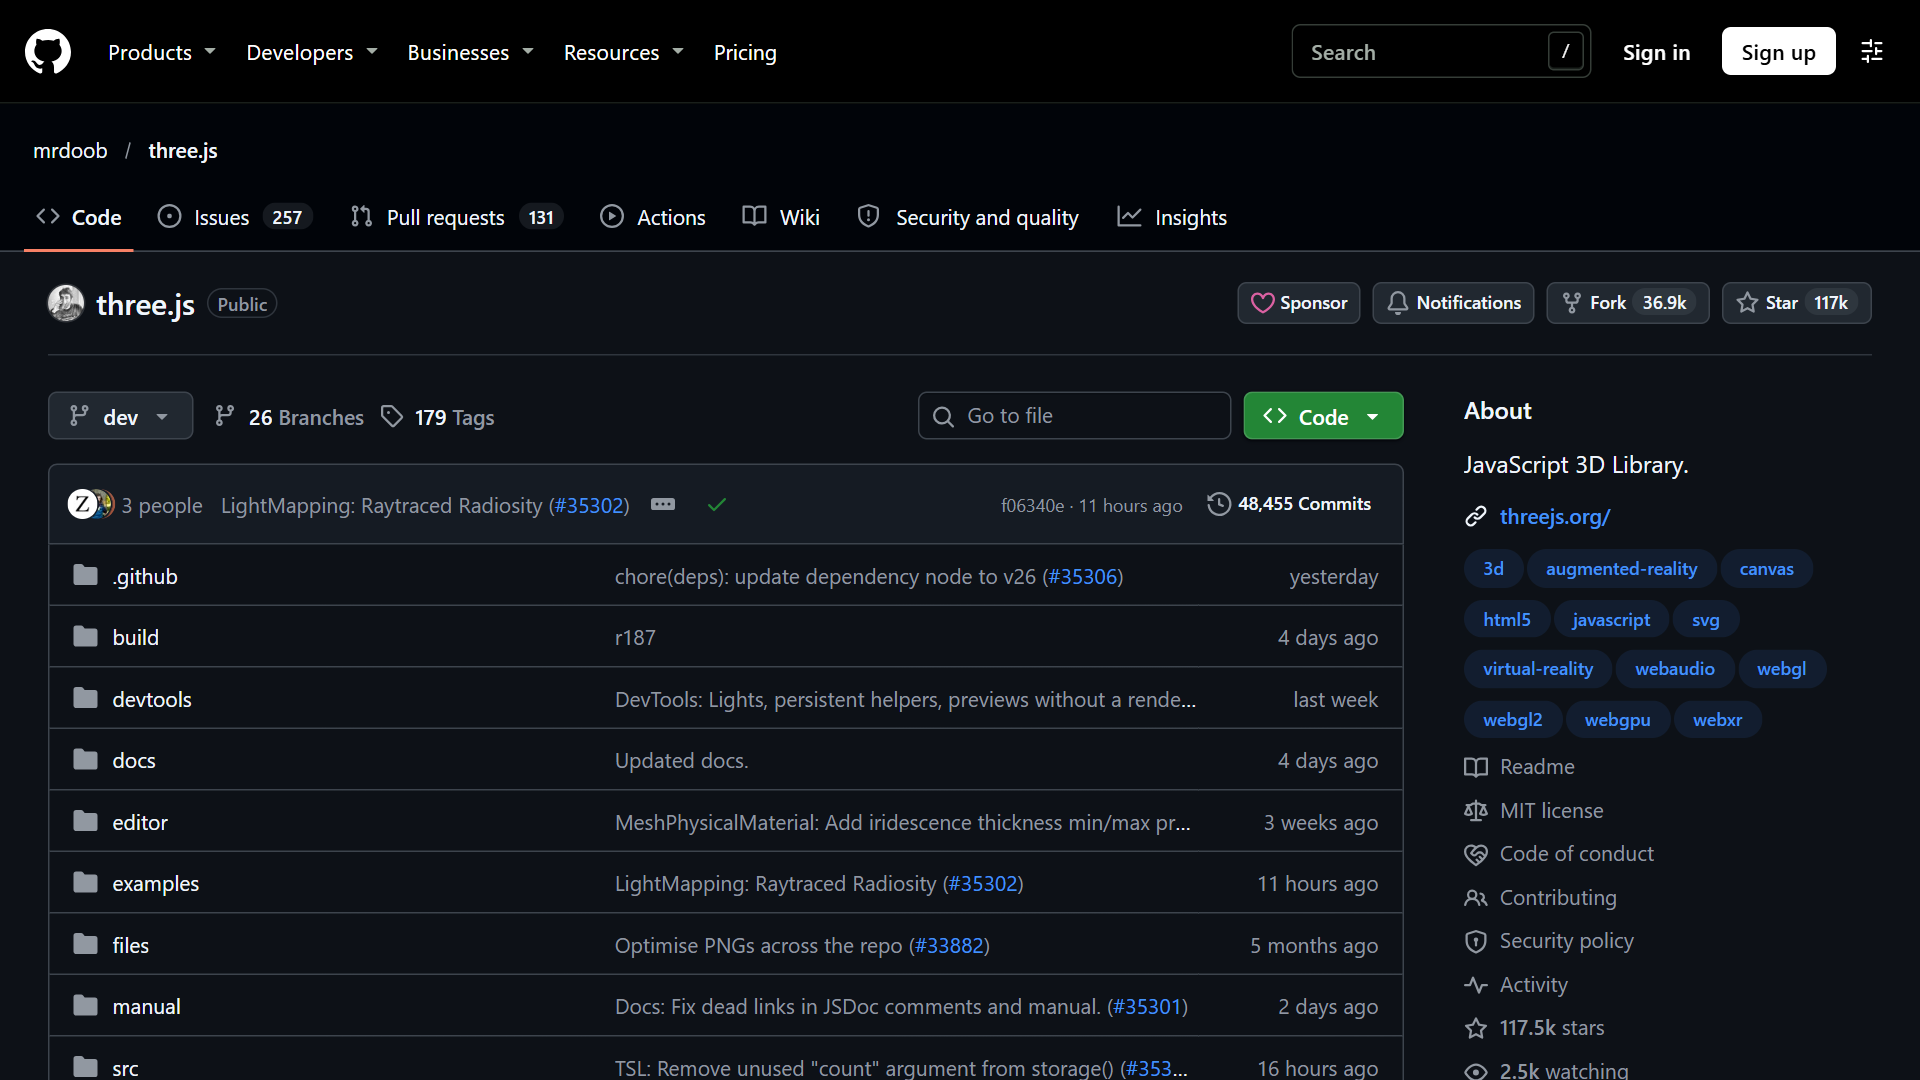 Products Developers Businesses Resources Pricing Search / Sign in Sign up
mrdoob / three.js
Code Issues 257 Pull requests 131 Actions Wiki Security and quality Insights
three.js Public Sponsor Notifications Fork 36.9k Star 117k
dev 26 Branches 179 Tags Go to file Code
Z 3 people LightMapping: Raytraced Radiosity (#35302) f06340e · 11 hours ago 48,455 Commits
.github chore(deps): update dependency node to v26 (#35306) yesterday
build r187 4 days ago
devtools DevTools: Lights, persistent helpers, previews without a rende... last week
docs Updated docs. 4 days ago
editor MeshPhysicalMaterial: Add iridescence thickness min/max pr... 3 weeks ago
examples LightMapping: Raytraced Radiosity (#35302) 11 hours ago
files Optimise PNGs across the repo (#33882) 5 months ago
manual Docs: Fix dead links in JSDoc comments and manual. (#35301) 2 days ago
src TSL: Remove unused "count" argument from storage() (#353... 16 hours ago
About
JavaScript 3D Library.
threejs.org/
3d augmented-reality canvas
html5 javascript svg
virtual-reality webaudio webgl
webgl2 webgpu webxr
Readme
MIT license
Code of conduct
Contributing
Security policy
Activity
117.5k stars
2.5k watching